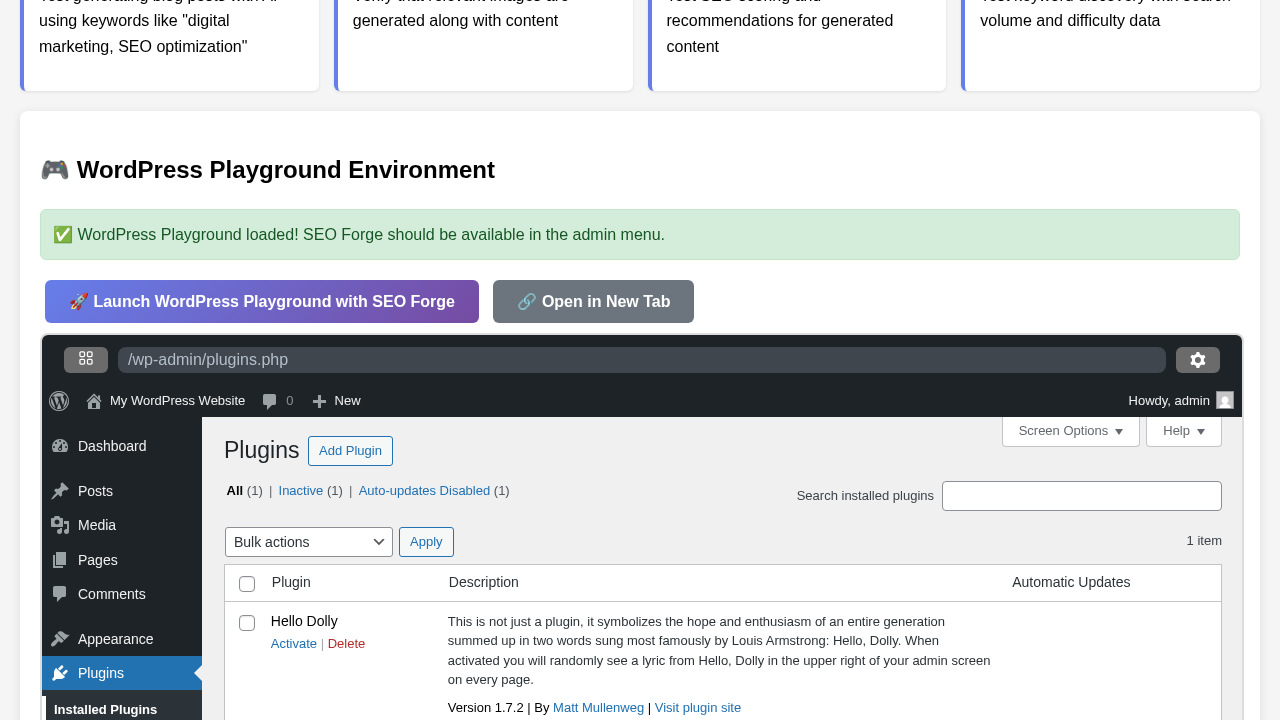 using keywords like "digital
marketing, SEO optimization"
generated along with content
recommendations for generated
content
volume and difficulty data
🎮 WordPress Playground Environment
✅ WordPress Playground loaded! SEO Forge should be available in the admin menu.
🚀 Launch WordPress Playground with SEO Forge
🔗 Open in New Tab
/wp-admin/plugins.php
My WordPress Website
0
New
Howdy, admin
Dashboard
Posts
Media
Pages
Comments
Appearance
Plugins
Installed Plugins
Screen Options
Help
Plugins
Add Plugin
All (1) | Inactive (1) | Auto-updates Disabled (1)
Search installed plugins
Bulk actions
Apply
1 item
Plugin
Description
Automatic Updates
Hello Dolly
Activate | Delete
This is not just a plugin, it symbolizes the hope and enthusiasm of an entire generation
summed up in two words sung most famously by Louis Armstrong: Hello, Dolly. When
activated you will randomly see a lyric from Hello, Dolly in the upper right of your admin screen
on every page.
Version 1.7.2 | By Matt Mullenweg | Visit plugin site